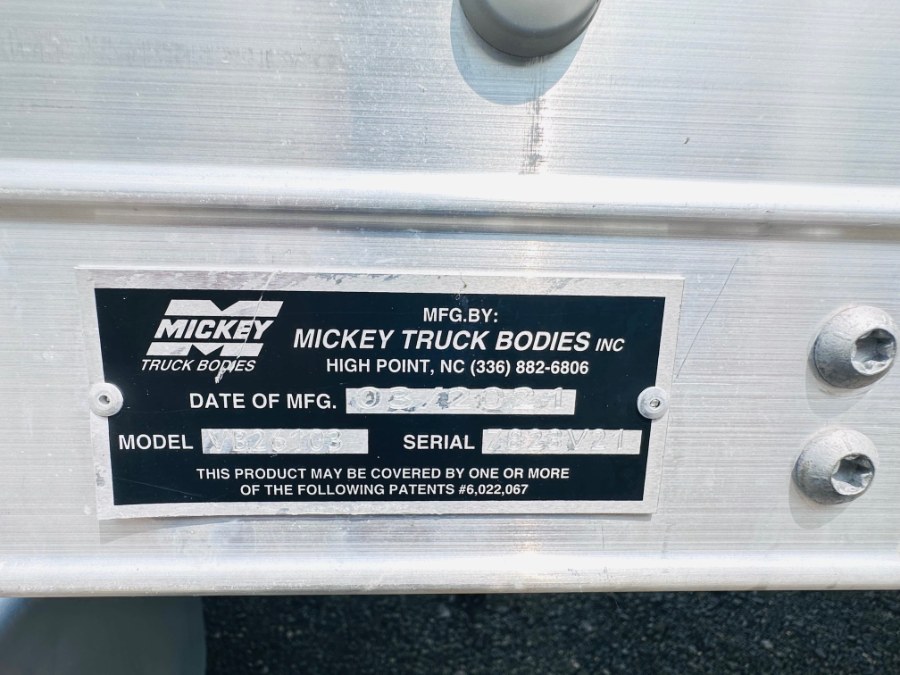 MICKEY
TRUCK BODIES
MFG.BY:
MICKEY TRUCK BODIES INC
HIGH POINT, NC (336) 882-6806
DATE OF MFG.
MODEL
SERIAL
THIS PRODUCT MAY BE COVERED BY ONE OR MORE
OF THE FOLLOWING PATENTS #6,022,067